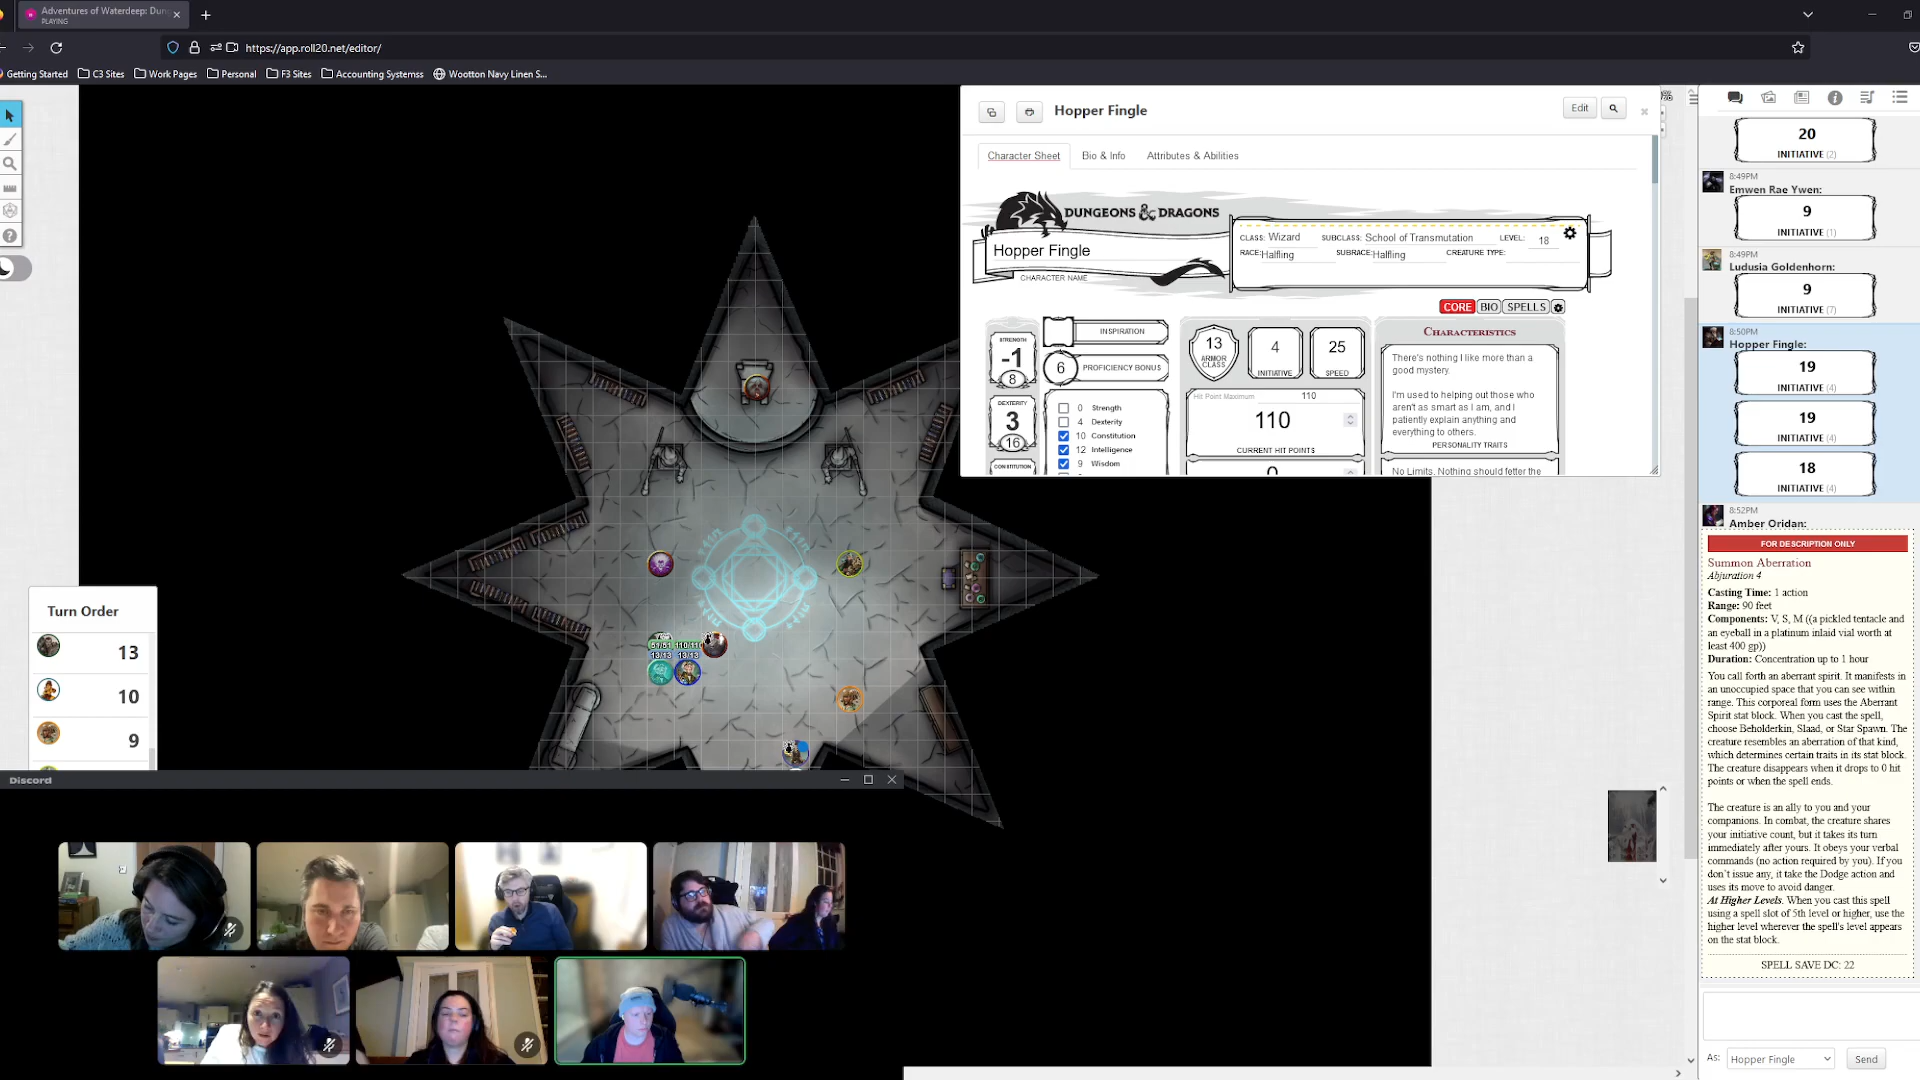 Adventures of Waterdeep: Dun
PLAYING
https://app.roll20.net/editor/
Getting Started
C3 Sites
Work Pages
Personal
F3 Sites
Accounting Systemss
Wootton Navy Linen S...
Hopper Fingle
Edit
Character Sheet
Bio & Info
Attributes & Abilities
DUNGEONS & DRAGONS
Hopper Fingle
CHARACTER NAME
CLASS: Wizard SUBCLASS: School of Transmutation LEVEL: 18
RACE: Halfling SUBRACE: Halfling CREATURE TYPE:
CORE BIO SPELLS
STRENGTH
-1
8
DEXTERITY
3
16
CONSTITUTION
INSPIRATION
6 PROFICIENCY BONUS
0 Strength
4 Dexterity
10 Constitution
12 Intelligence
9 Wisdom
13
ARMOR
CLASS
4
INITIATIVE
25
SPEED
Hit Point Maximum 110
110
CURRENT HIT POINTS
0
CHARACTERISTICS
There's nothing I like more than a
good mystery.
I'm used to helping out those who
aren't as smart as I am, and I
patiently explain anything and
everything to others.
PERSONALITY TRAITS
No Limits. Nothing should fetter the
20
INITIATIVE (2)
8:49PM
Emwen Rae Ywen:
9
INITIATIVE (1)
8:49PM
Ludusia Goldenhorn:
9
INITIATIVE (7)
8:50PM
Hopper Fingle:
19
INITIATIVE (4)
19
INITIATIVE (4)
18
INITIATIVE (4)
8:52PM
Amber Oridan:
FOR DESCRIPTION ONLY
Summon Aberration
Abjuration 4
Casting Time: 1 action
Range: 90 feet
Components: V, S, M ((a pickled tentacle and
an eyeball in a platinum inlaid vial worth at
least 400 gp))
Duration: Concentration up to 1 hour
You call forth an aberrant spirit. It manifests in
an unoccupied space that you can see within
range. This corporeal form uses the Aberrant
Spirit stat block. When you cast the spell,
choose Beholderkin, Slaad, or Star Spawn. The
creature resembles an aberration of that kind,
which determines certain traits in its stat block.
The creature disappears when it drops to 0 hit
points or when the spell ends.
The creature is an ally to you and your
companions. In combat, the creature shares
your initiative count, but it takes its turn
immediately after yours. It obeys your verbal
commands (no action required by you). If you
don't issue any, it take the Dodge action and
uses its move to avoid danger.
At Higher Levels. When you cast this spell
using a spell slot of 5th level or higher, use the
higher level wherever the spell's level appears
on the stat block.
SPELL SAVE DC: 22
As: Hopper Fingle
Send
Turn Order
13
10
9
13/13 13/13
Discord